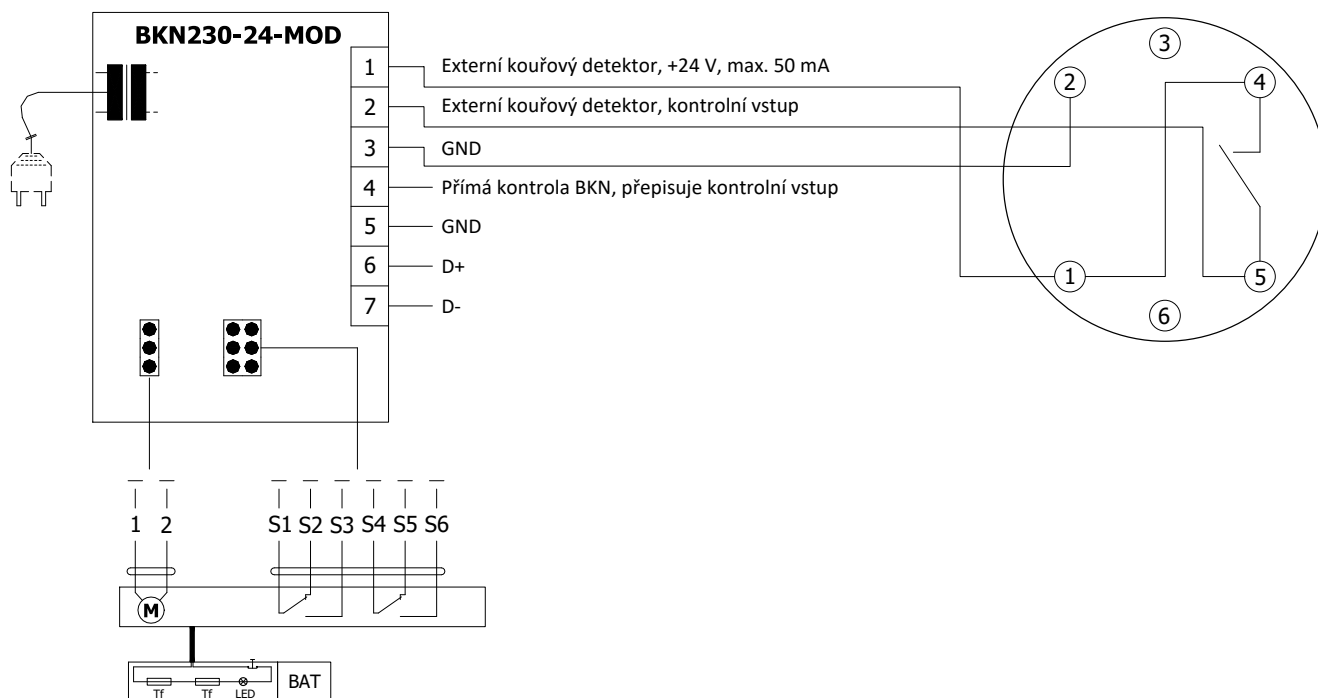 BKN230-24-MOD
1 Externí kouřový detektor, +24 V, max. 50 mA
2 Externí kouřový detektor, kontrolní vstup
3 GND
4 Přímá kontrola BKN, přepisuje kontrolní vstup
5 GND
6 D+
7 D-
3
2 4
1 5
6
1 2 S1 S2 S3 S4 S5 S6
M
BAT
Tf Tf LED